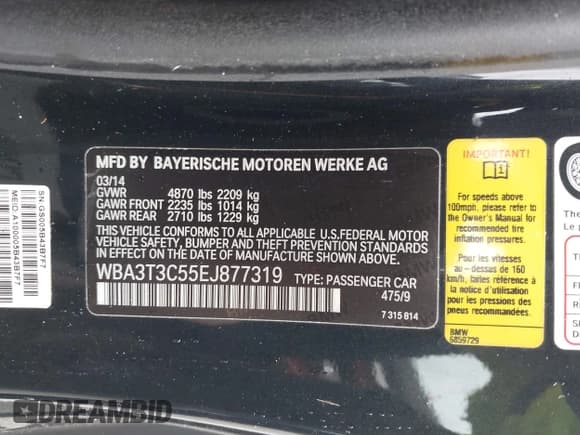 MFD BY BAYERISCHE MOTOREN WERKE AG
03/14
GVWR 4870 lbs 2209 kg
GAWR FRONT 2235 lbs 1014 kg
GAWR REAR 2710 lbs 1229 kg
THIS VEHICLE CONFORMS TO ALL APPLICABLE
U.S.FEDERAL MOTOR
VEHICLE SAFETY, BUMPER, AND THEFT PREVENTION STANDARDS
IN EFFECT ON THE DATE OF MANUFACTURE SHOWN ABOVE
WBA3T3C55EJ877319 TYPE: PASSENGER CAR
475/9
7 315 814
IMPORTANT!
For speeds above
100mph, please refer to
the Owner's Manual for
recommended tire
inflation pressures.
Pour les vitesses
au - dessus de 160
km/h, faites référence à
la notice d'utilisation
pour les pressions des
pneus recommandées.
BMW
6859729
DREAMBID